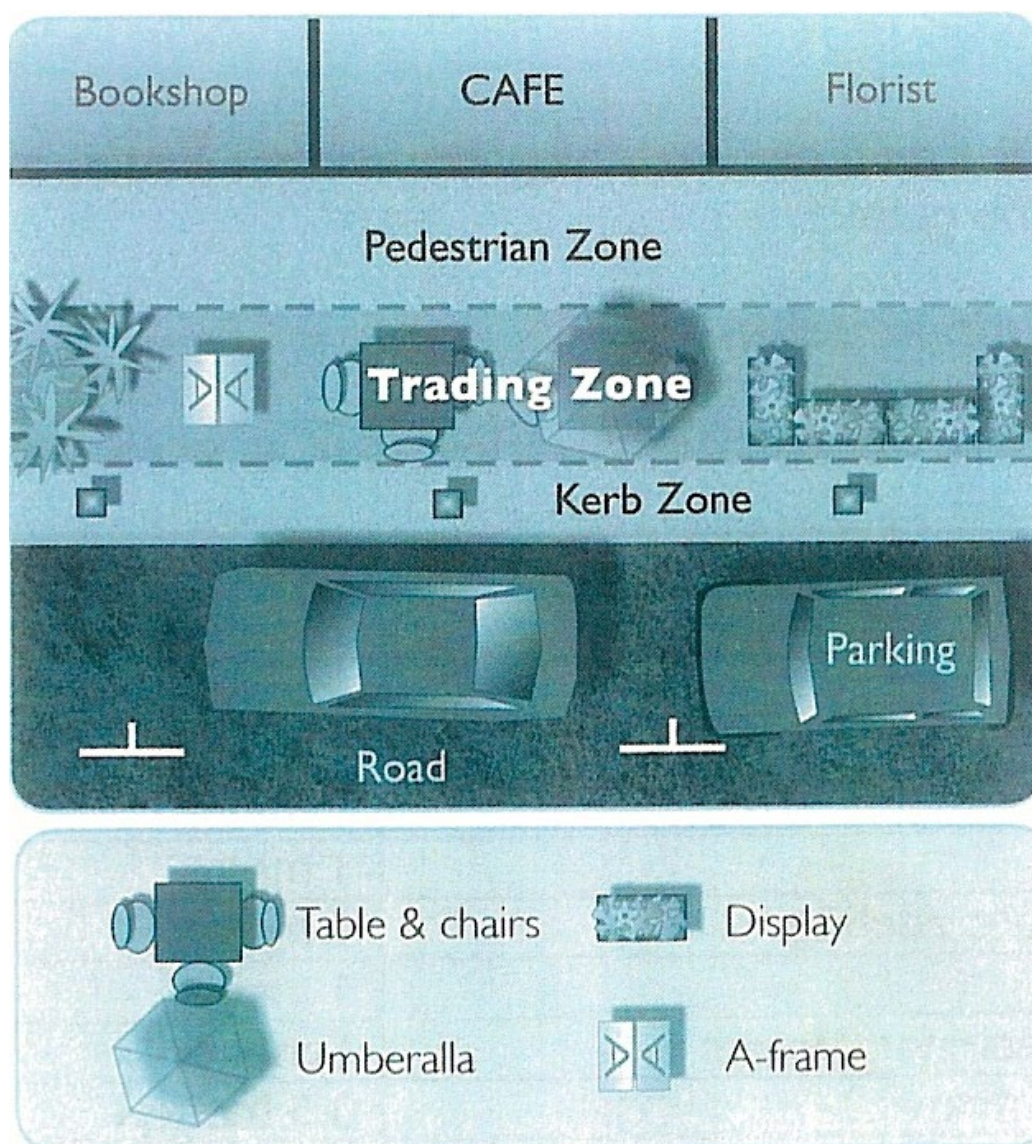 Bookshop CAFE Florist
Pedestrian Zone
Trading Zone
Kerb Zone
Parking
Road
Table & chairs Display
Umberalla A-frame